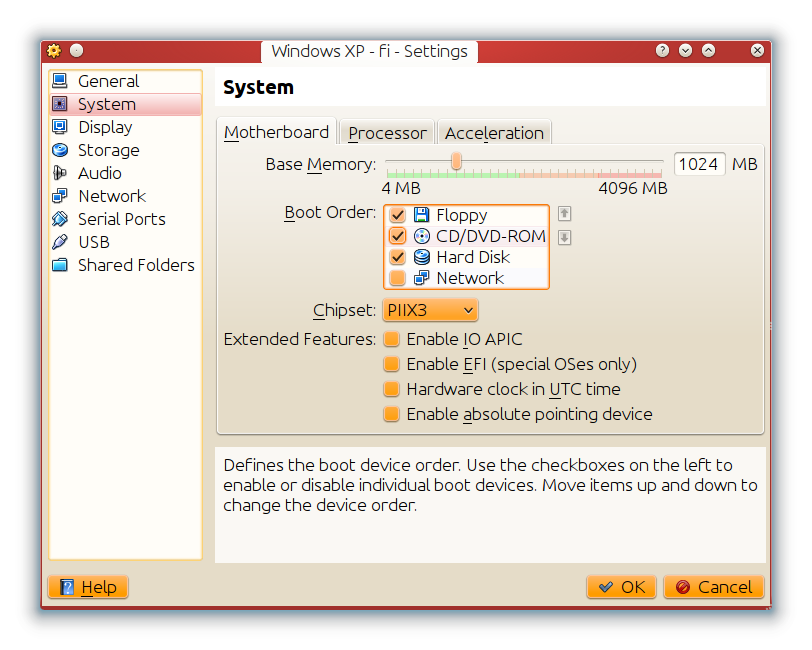 Windows XP - fi - Settings
General
System
Display
Storage
Audio
Network
Serial Ports
USB
Shared Folders
System
Motherboard Processor Acceleration
Base Memory: 1024 MB
4 MB 4096 MB
Boot Order: Floppy
CD/DVD-ROM
Hard Disk
Network
Chipset: PIIX3
Extended Features: Enable IO APIC
Enable EFI (special OSes only)
Hardware clock in UTC time
Enable absolute pointing device
Defines the boot device order. Use the checkboxes on the left to
enable or disable individual boot devices. Move items up and down to
change the device order.
Help OK Cancel